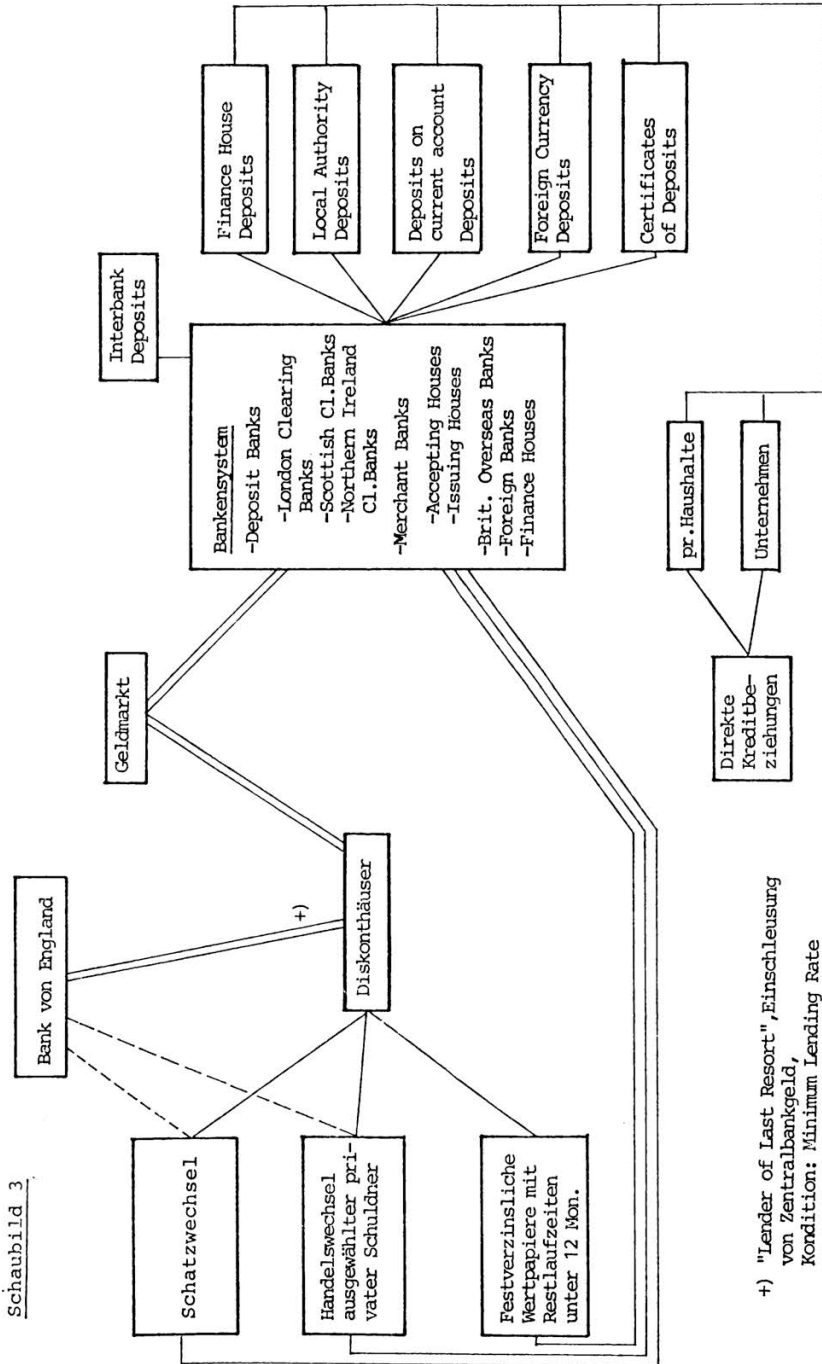 Schaubild 3
Bank von England
Geldmarkt
Interbank
Deposits
Schatzwechsel
Handelswechsel
ausgewählter pri-
vater Schuldner
Festverzinsliche
Wertpapiere mit
Restlaufzeiten
unter 12 Mon.
+)
Diskonthäuser
Bankensystem
-Deposit Banks
-London Clearing
Banks
-Scottish Cl.Banks
-Northern Ireland
Cl.Banks
-Merchant Banks
-Accepting Houses
-Issuing Houses
-Brit. Overseas Banks
-Foreign Banks
-Finance Houses
Finance House
Deposits
Local Authority
Deposits
Deposits on
current account
Deposits
Foreign Currency
Deposits
Certificates
of Deposits
Direkte
Kreditbe-
ziehungen
pr.Haushalte
Unternehmen
+) "Lender of Last Resort",Einschleusung
von Zentralbankgeld,
Kondition: Minimum Lending Rate